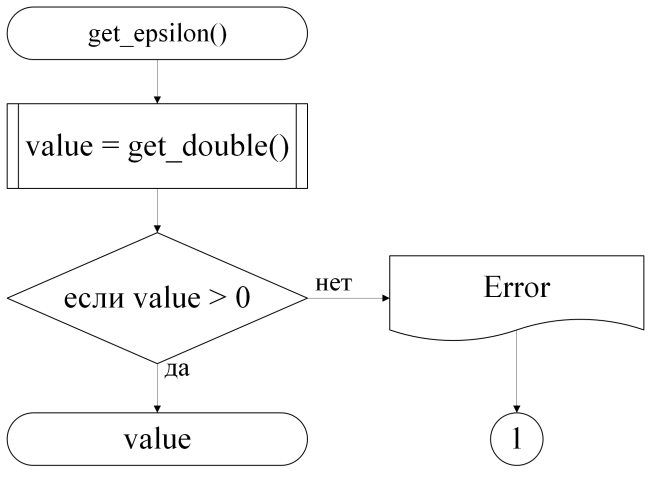 get_epsilon()
value = get_double()
если value > 0
нет
Error
да
value
1